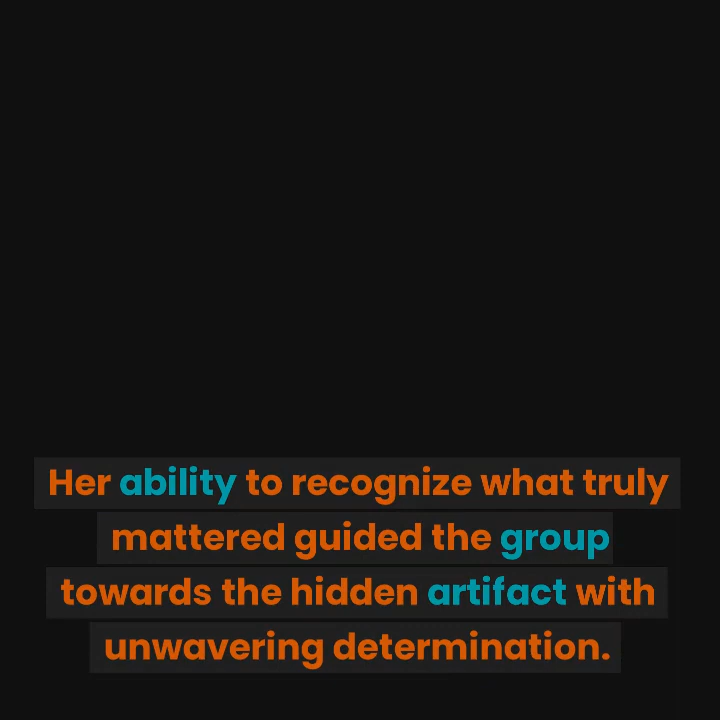 Her ability to recognize what truly
mattered guided the group
towards the hidden artifact with
unwavering determination.